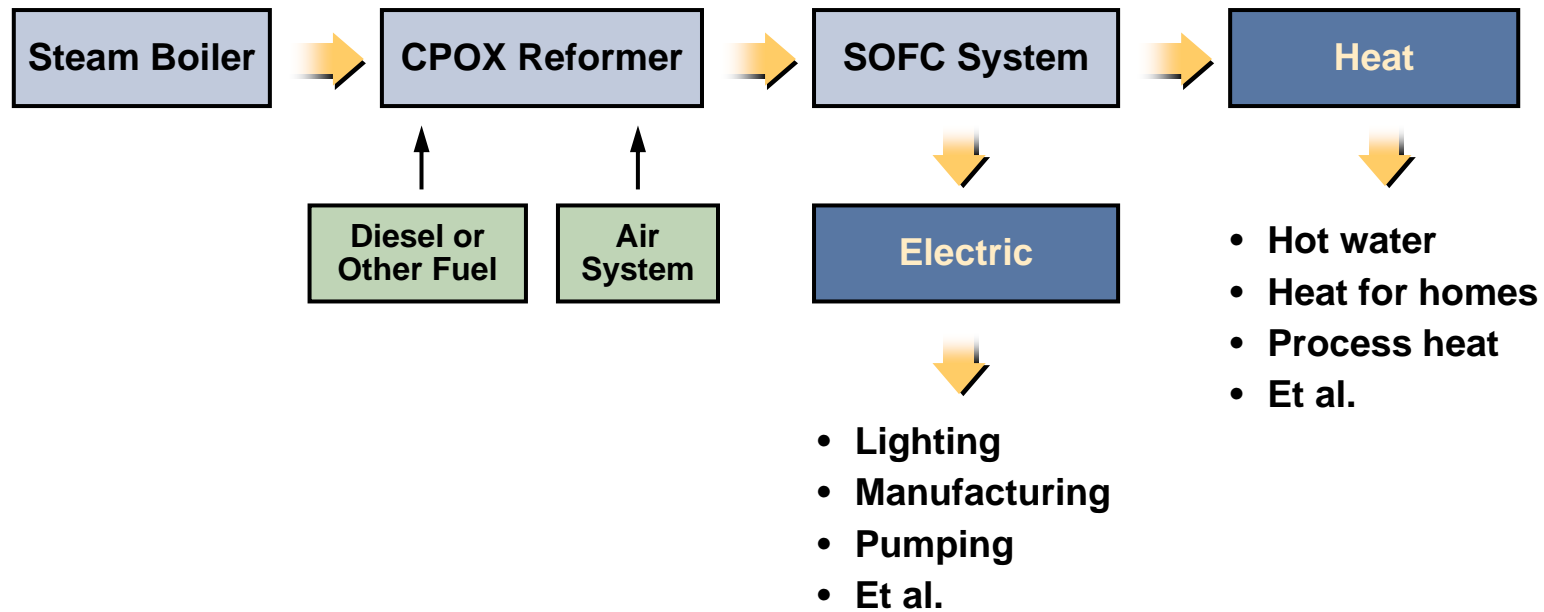 Steam Boiler
CPOX Reformer
SOFC System
Heat
Diesel or
Other Fuel
Air
System
Electric
• Hot water
• Heat for homes
• Process heat
• Et al.
• Lighting
• Manufacturing
• Pumping
• Et al.